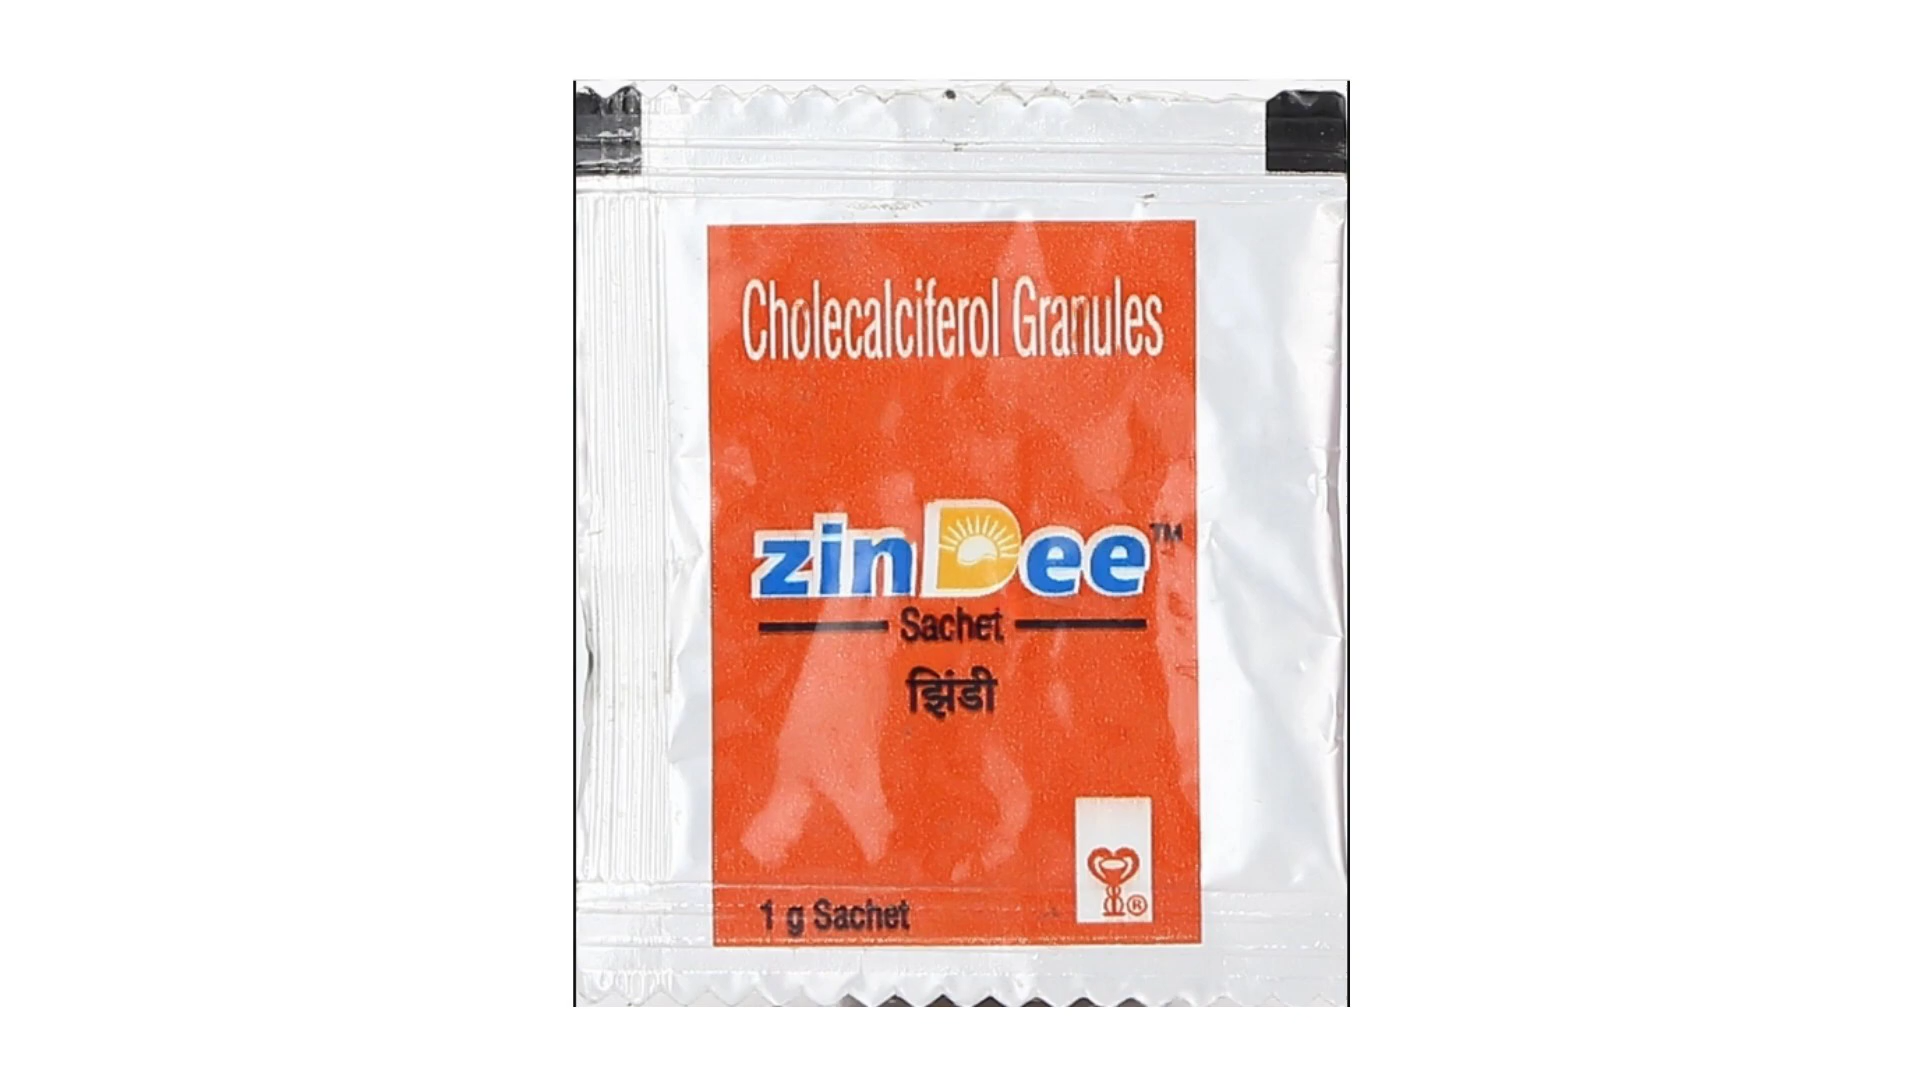 Cholecalciferol Granules
zinDee™
Sachet
झिंडी
1 g Sachet
®